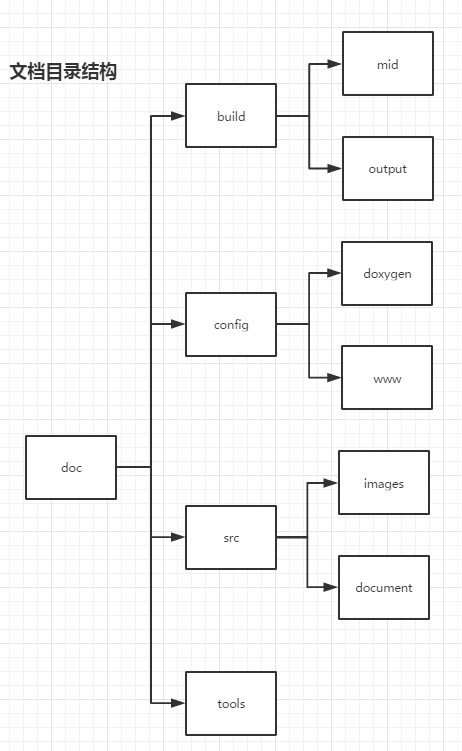 文档目录结构
mid
build
output
doxygen
config
www
doc
images
src
document
tools